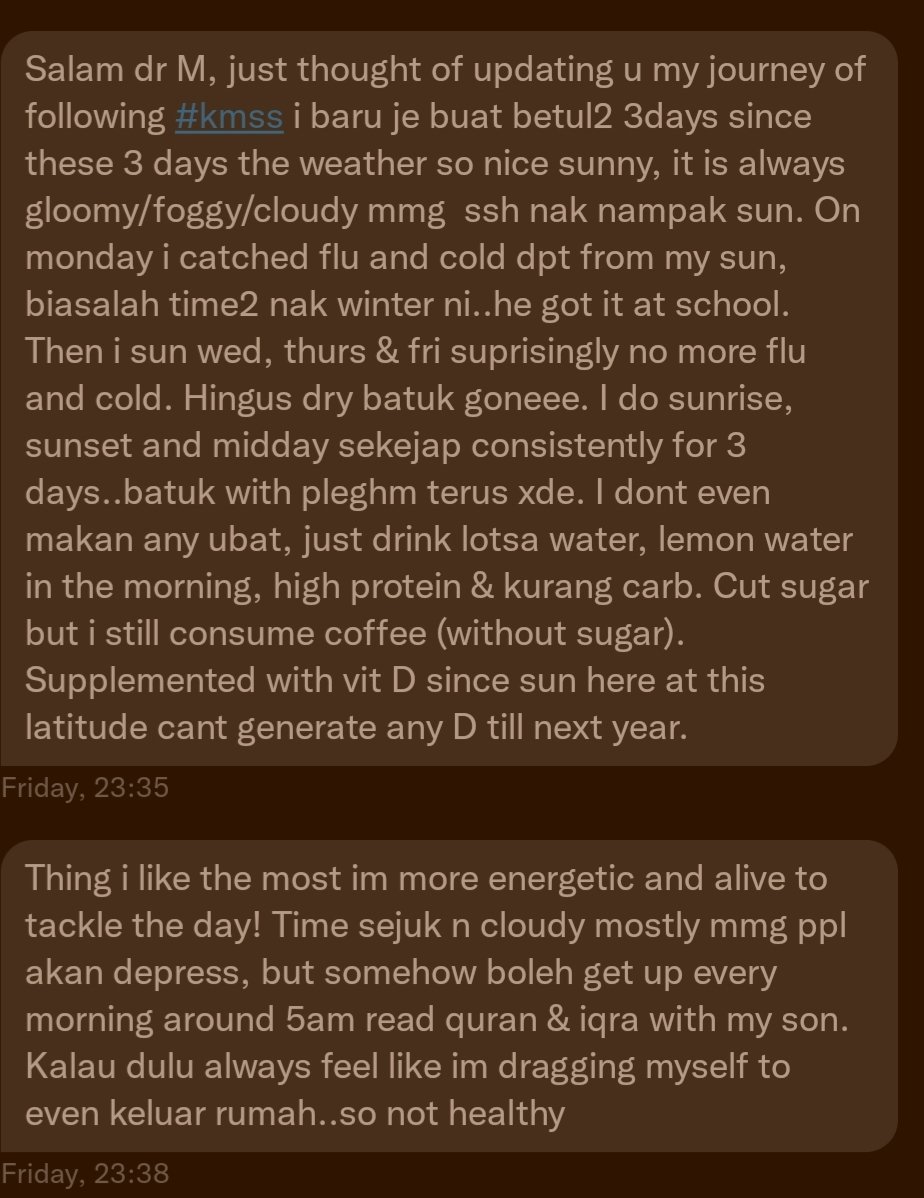 Salam dr M, just thought of updating u my journey of
following #kmss i baru je buat betul2 3days since
these 3 days the weather so nice sunny, it is always
gloomy/foggy/cloudy mmg  ssh nak nampak sun. On
monday i catched flu and cold dpt from my sun,
biasalah time2 nak winter ni..he got it at school.
Then i sun wed, thurs & fri suprisingly no more flu
and cold. Hingus dry batuk goneee. I do sunrise,
sunset and midday sekejap consistently for 3
days..batuk with pleghm terus xde. I dont even
makan any ubat, just drink lotsa water, lemon water
in the morning, high protein & kurang carb. Cut sugar
but i still consume coffee (without sugar).
Supplemented with vit D since sun here at this
latitude cant generate any D till next year.
Friday, 23:35
Thing i like the most im more energetic and alive to
tackle the day! Time sejuk n cloudy mostly mmg ppl
akan depress, but somehow boleh get up every
morning around 5am read quran & iqra with my son.
Kalau dulu always feel like im dragging myself to
even keluar rumah..so not healthy
Friday, 23:38